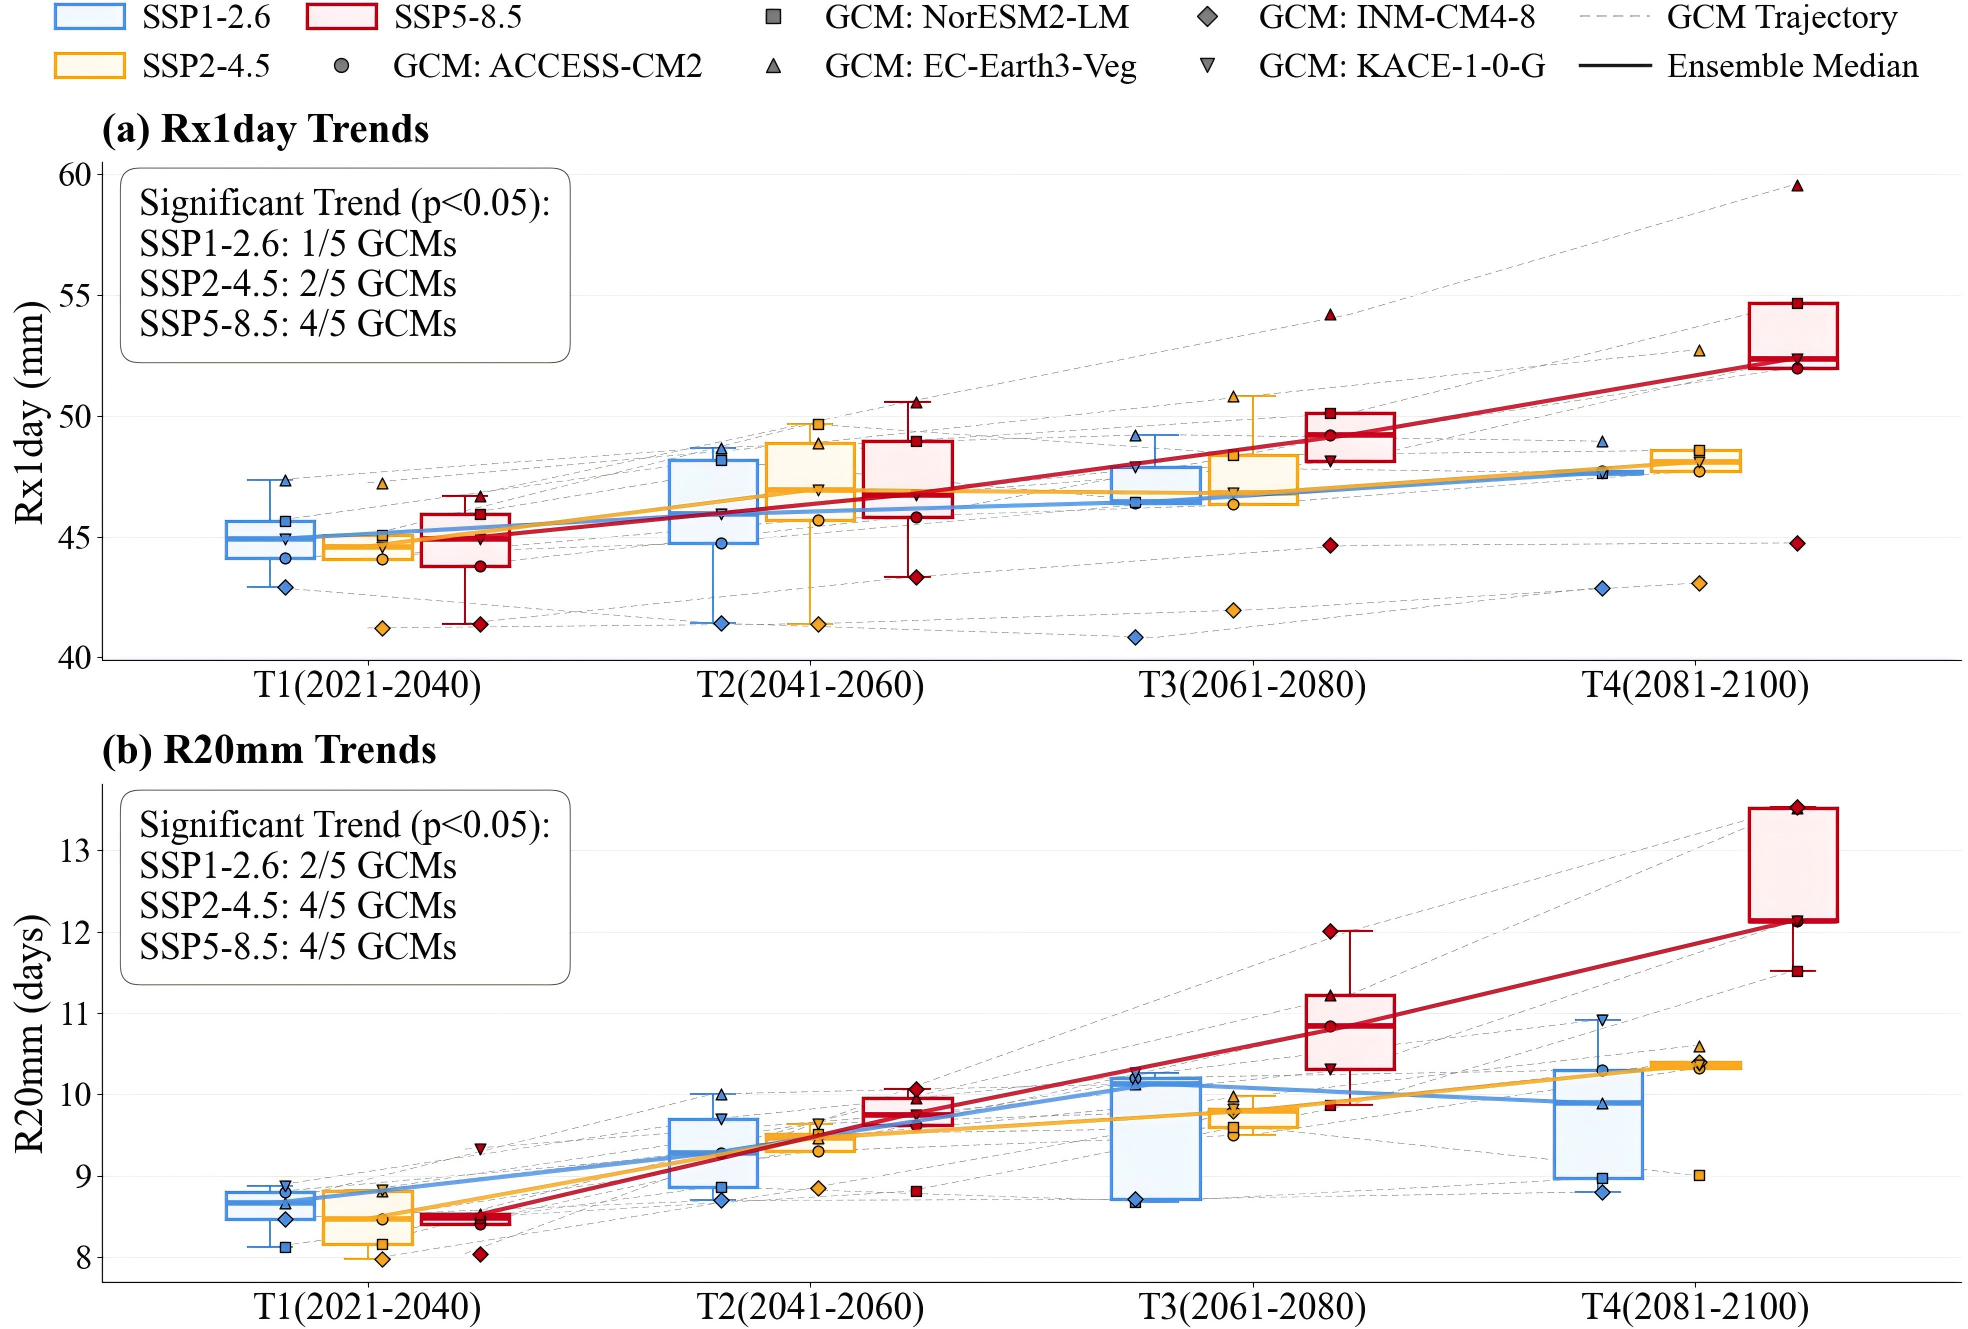 SSP1-2.6 SSP5-8.5 GCM: NorESM2-LM GCM: INM-CM4-8 GCM Trajectory
SSP2-4.5 GCM: ACCESS-CM2 GCM: EC-Earth3-Veg GCM: KACE-1-0-G Ensemble Median
(a) Rx1day Trends
Rx1day (mm)
60
55
50
45
40
Significant Trend (p<0.05):
SSP1-2.6: 1/5 GCMs
SSP2-4.5: 2/5 GCMs
SSP5-8.5: 4/5 GCMs
T1(2021-2040) T2(2041-2060) T3(2061-2080) T4(2081-2100)
(b) R20mm Trends
R20mm (days)
13
12
11
10
9
8
Significant Trend (p<0.05):
SSP1-2.6: 2/5 GCMs
SSP2-4.5: 4/5 GCMs
SSP5-8.5: 4/5 GCMs
T1(2021-2040) T2(2041-2060) T3(2061-2080) T4(2081-2100)